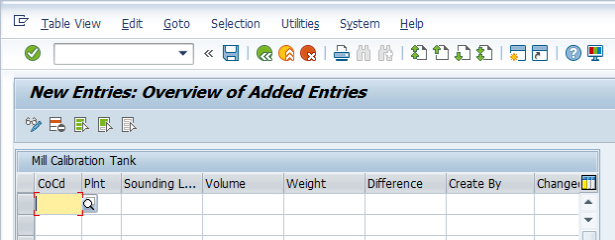 Table View Edit Goto Selection Utilities System Help
New Entries: Overview of Added Entries
Mill Calibration Tank
CoCd Plnt Sounding L... Volume Weight Difference Create By Change